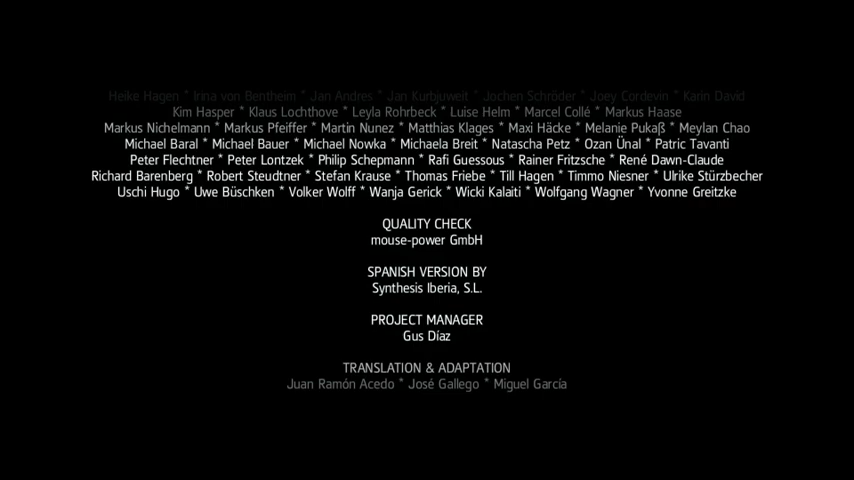 Heike Hagen * Irina von Bentheim * Jan Andres * Jan Kurbjuweit * Jochen Schröder * Joey Cordevin * Karin David
Kim Hasper * Klaus Lochthove * Leyla Rohrbeck * Luise Helm * Marcel Collé * Markus Haase
Markus Nichelmann * Markus Pfeiffer * Martin Nunez * Matthias Klages * Maxi Häcke * Melanie Pukaß * Meylan Chao
Michael Baral * Michael Bauer * Michael Nowka * Michaela Breit * Natascha Petz * Ozan Ünal * Patric Tavanti
Peter Flechtner * Peter Lontzek * Philip Schepmann * Rafi Guessous * Rainer Fritzsche * René Dawn-Claude
Richard Barenberg * Robert Steudtner * Stefan Krause * Thomas Friebe * Till Hagen * Timmo Niesner * Ulrike Stürzbecher
Uschi Hugo * Uwe Büschken * Volker Wolff * Wanja Gerick * Wicki Kalaiti * Wolfgang Wagner * Yvonne Greitzke
QUALITY CHECK
mouse-power GmbH
SPANISH VERSION BY
Synthesis Iberia, S.L.
PROJECT MANAGER
Gus Díaz
TRANSLATION & ADAPTATION
Juan Ramón Acedo * José Gallego * Miguel García